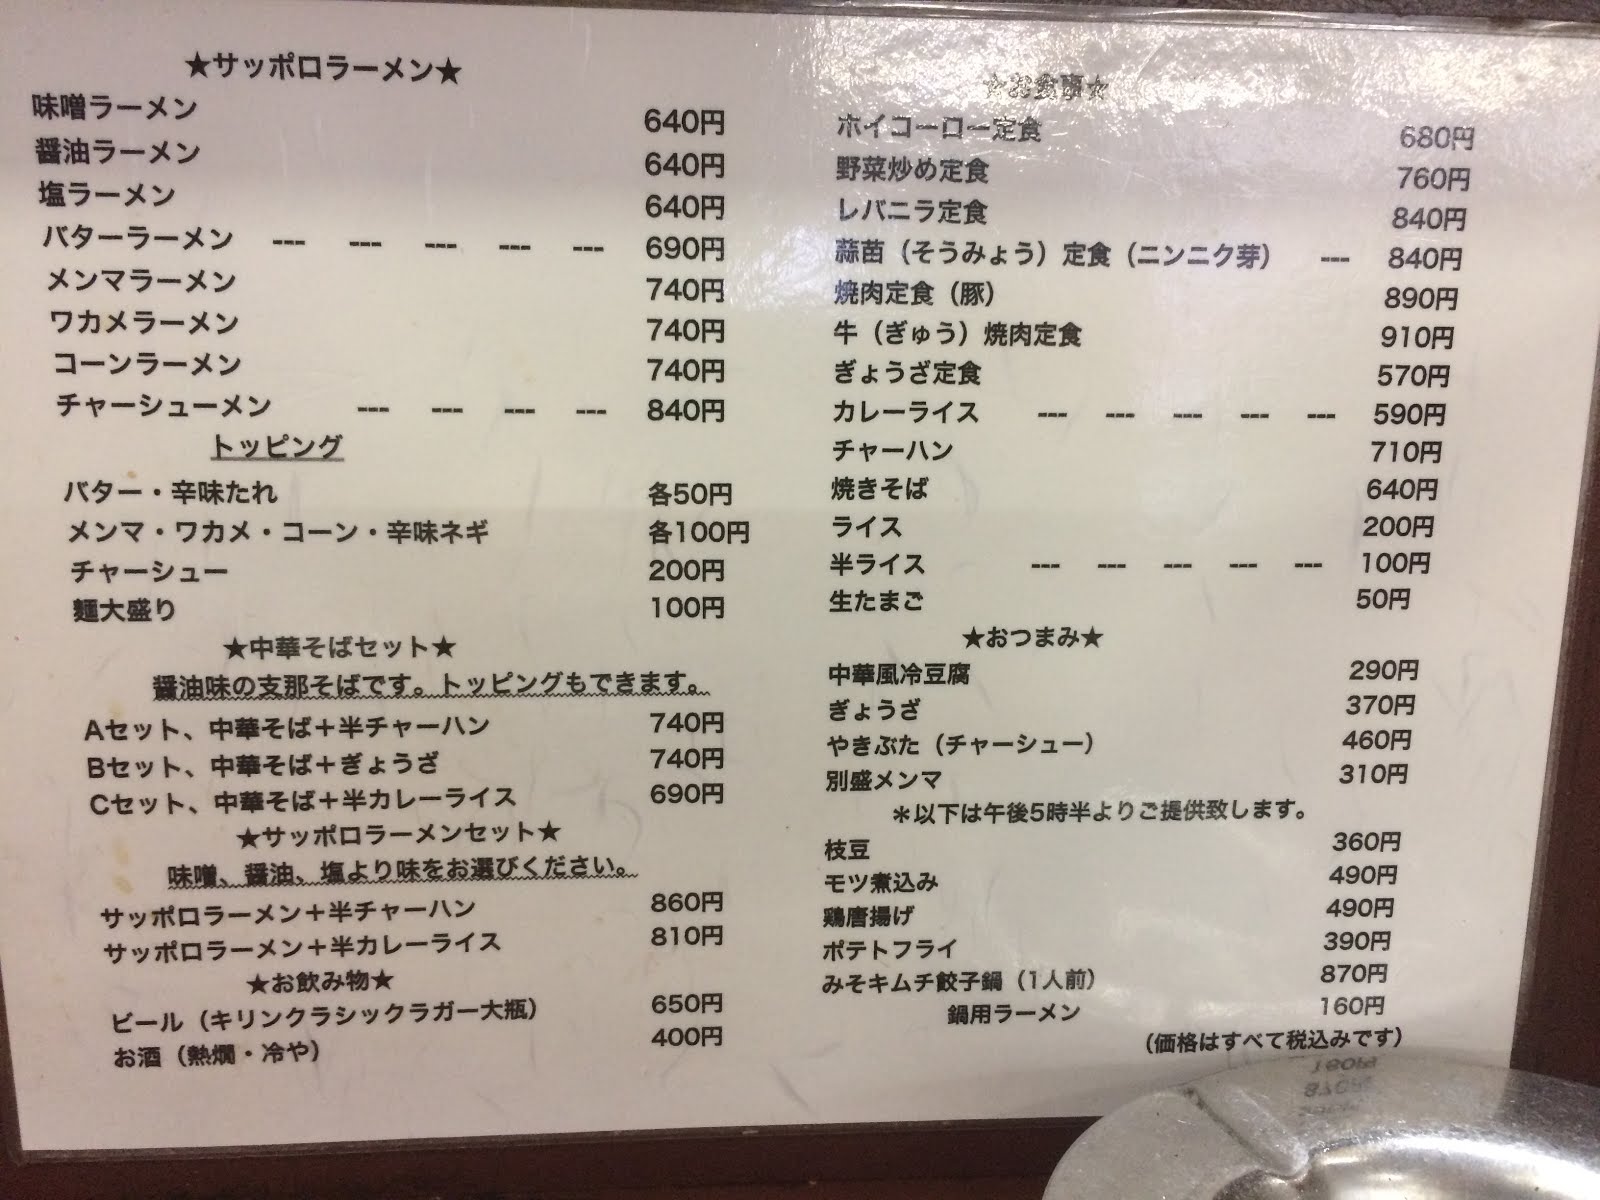 ★サッポロラーメン★
味噌ラーメン 640円
醤油ラーメン 640円
塩ラーメン 640円
バターラーメン --- --- --- --- --- 690円
メンマラーメン 740円
ワカメラーメン 740円
コーンラーメン 740円
チャーシューメン --- --- --- --- 840円
トッピング
バター・辛味たれ 各50円
メンマ・ワカメ・コーン・辛味ネギ 各100円
チャーシュー 200円
麺大盛り 100円
★中華そばセット★
醤油味の支那そばです。トッピングもできます。
Aセット、中華そば＋半チャーハン 740円
Bセット、中華そば＋ぎょうざ 740円
Cセット、中華そば＋半カレーライス 690円
★サッポロラーメンセット★
味噌、醤油、塩より味をお選びください。
サッポロラーメン＋半チャーハン 860円
サッポロラーメン＋半カレーライス 810円
★お飲み物★
ビール（キリンクラシックラガー大瓶） 650円
お酒（熱燗・冷や） 400円
★お食事★
ホイコーロー定食 680円
野菜炒め定食 760円
レバニラ定食 840円
蒜苗（そうみょう）定食（ニンニク芽） --- 840円
焼肉定食（豚） 890円
牛（ぎゅう）焼肉定食 910円
ぎょうざ定食 570円
カレーライス --- --- --- --- --- 590円
チャーハン 710円
焼きそば 640円
ライス 200円
半ライス --- --- --- --- --- 100円
生たまご 50円
★おつまみ★
中華風冷豆腐 290円
ぎょうざ 370円
やきぶた（チャーシュー） 460円
別盛メンマ 310円
＊以下は午後5時半よりご提供致します。
枝豆 360円
モツ煮込み 490円
鶏唐揚げ 490円
ポテトフライ 390円
みそキムチ餃子鍋（1人前） 870円
鍋用ラーメン 160円
（価格はすべて税込みです）